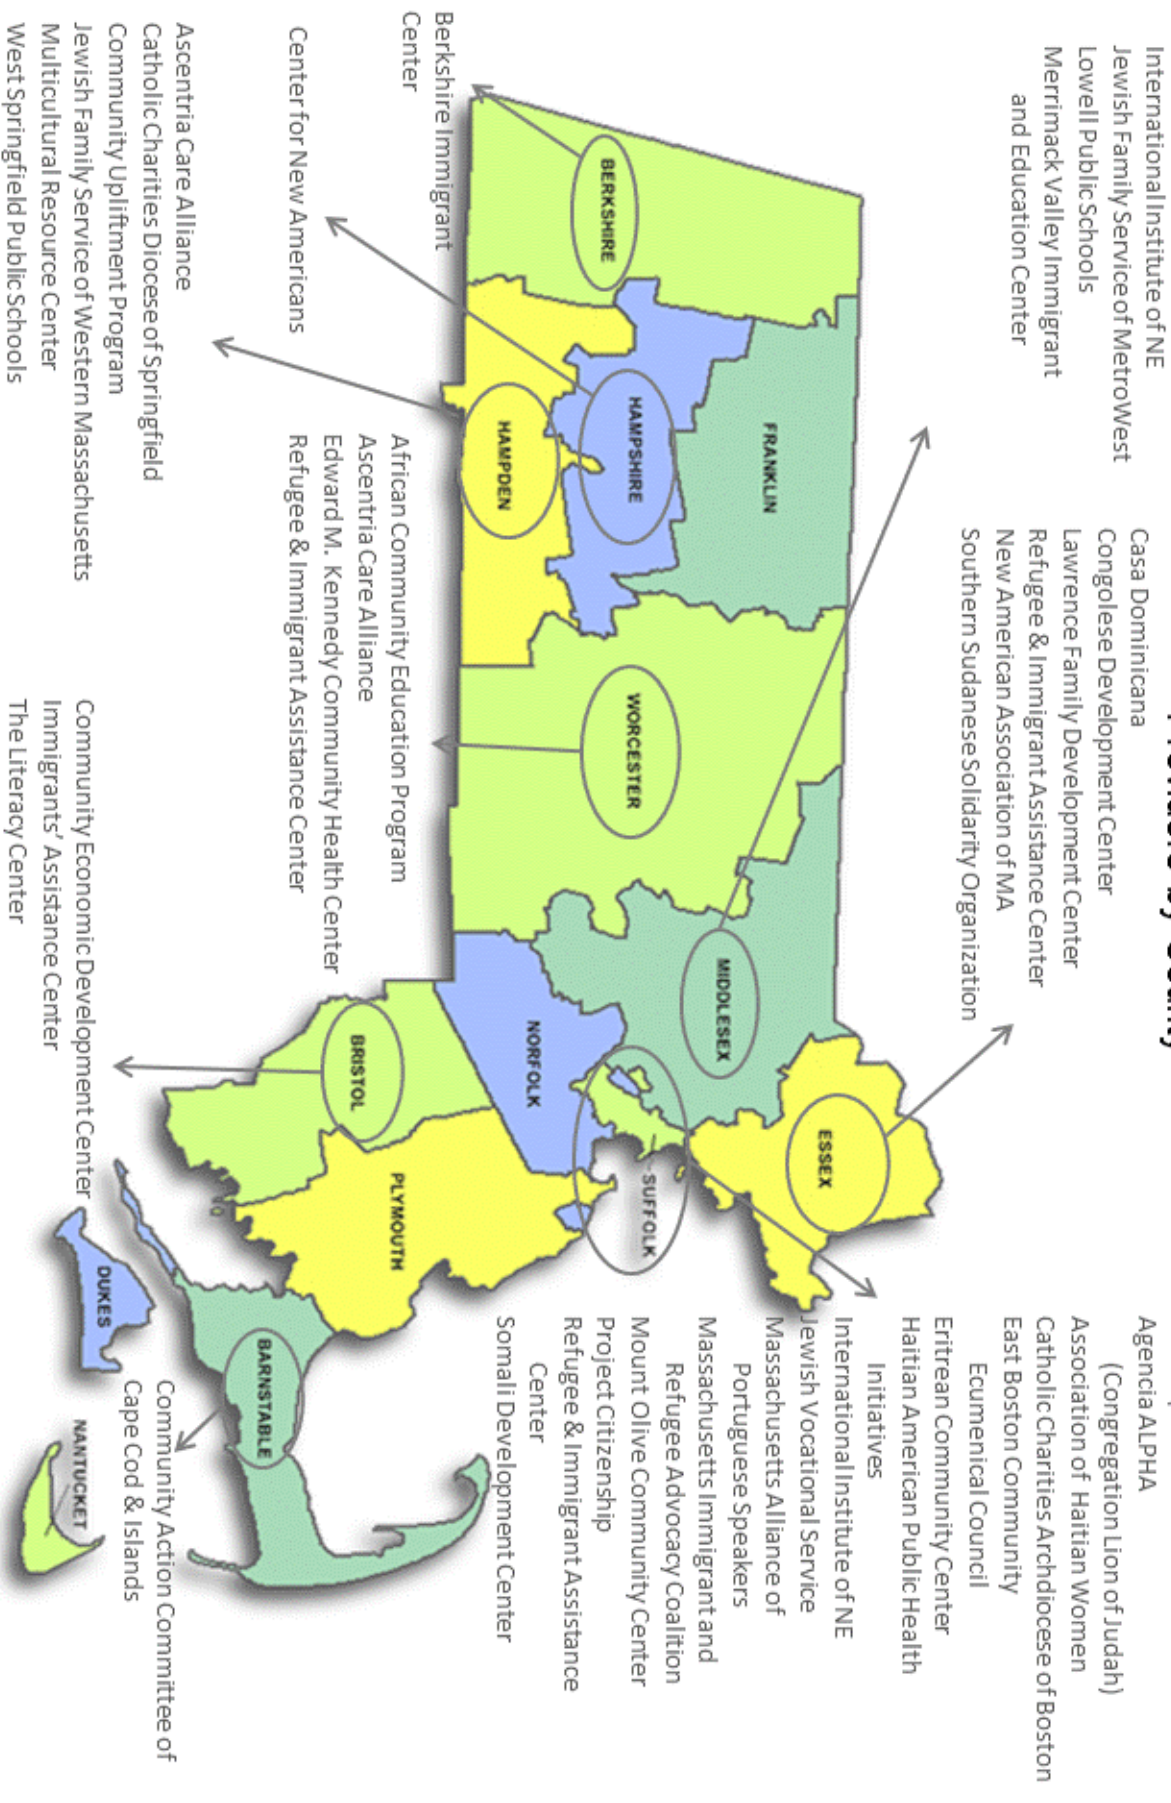 Providers by County
International Institute of NE
Jewish Family Service of MetroWest
Lowell Public Schools
Merrimack Valley Immigrant
and Education Center
Casa Dominicana
Congolese Development Center
Lawrence Family Development Center
Refugee & Immigrant Assistance Center
New American Association of MA
Southern Sudanese Solidarity Organization
Agencia ALPHA
(Congregation Lion of Judah)
Association of Haitian Women
Catholic Charities Archdiocese of Boston
East Boston Community
Ecumenical Council
Eritrean Community Center
Haitian American Public Health
Initiatives
International Institute of NE
Jewish Vocational Service
Massachusetts Alliance of
Portuguese Speakers
Massachusetts Immigrant and
Refugee Advocacy Coalition
Mount Olive Community Center
Project Citizenship
Refugee & Immigrant Assistance
Center
Somali Development Center
BERKSHIRE
FRANKLIN
HAMPSHIRE
HAMPDEN
WORCESTER
MIDDLESEX
ESSEX
SUFFOLK
NORFOLK
BRISTOL
PLYMOUTH
BARNSTABLE
DUKES
NANTUCKET
Berkshire Immigrant
Center
Center for New Americans
Ascentria Care Alliance
Catholic Charities Diocese of Springfield
Community Upliftment Program
Jewish Family Service of Western Massachusetts
Multicultural Resource Center
West Springfield Public Schools
African Community Education Program
Ascentria Care Alliance
Edward M. Kennedy Community Health Center
Refugee & Immigrant Assistance Center
Community Economic Development Center
Immigrants' Assistance Center
The Literacy Center
Community Action Committee of
Cape Cod & Islands